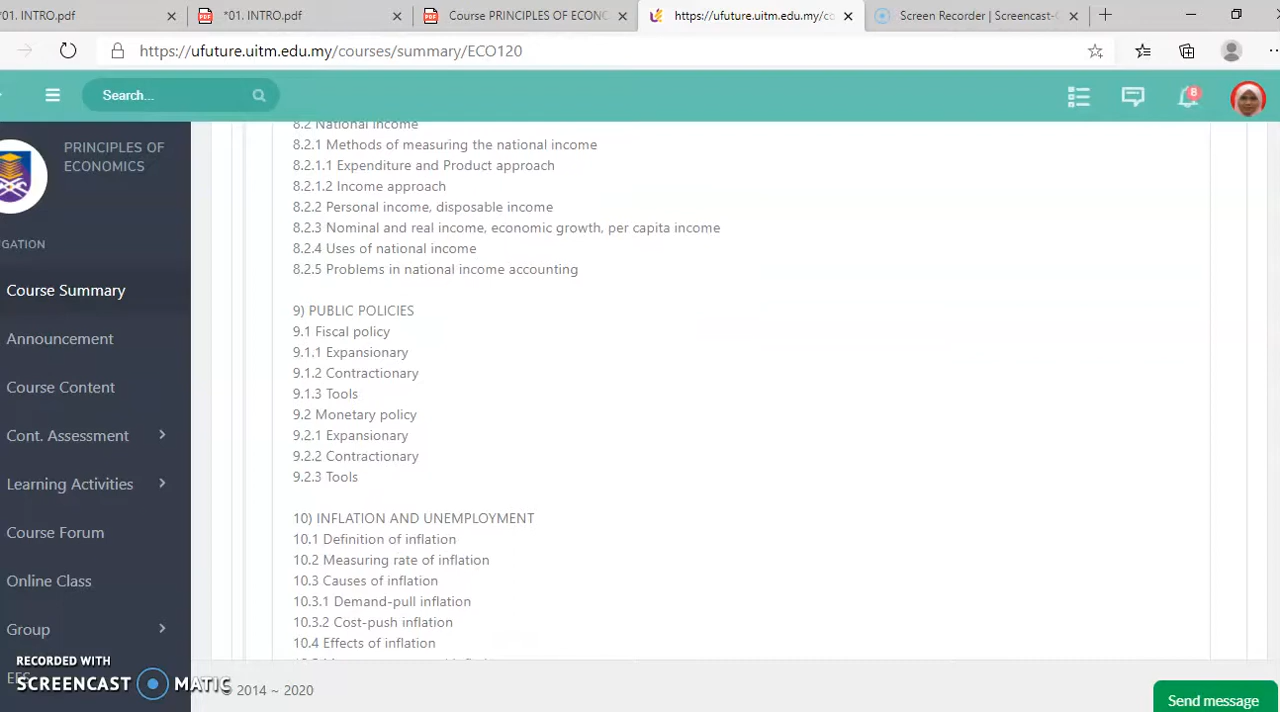 01. INTRO.pdf
*01. INTRO.pdf
Course PRINCIPLES OF ECON
https://ufuture.uitm.edu.my/co
Screen Recorder | Screencast-
https://ufuture.uitm.edu.my/courses/summary/ECO120
Search...
8
PRINCIPLES OF
ECONOMICS
GATION
Course Summary
Announcement
Course Content
Cont. Assessment
Learning Activities
Course Forum
Online Class
Group
8.2 National income
8.2.1 Methods of measuring the national income
8.2.1.1 Expenditure and Product approach
8.2.1.2 Income approach
8.2.2 Personal income, disposable income
8.2.3 Nominal and real income, economic growth, per capita income
8.2.4 Uses of national income
8.2.5 Problems in national income accounting
9) PUBLIC POLICIES
9.1 Fiscal policy
9.1.1 Expansionary
9.1.2 Contractionary
9.1.3 Tools
9.2 Monetary policy
9.2.1 Expansionary
9.2.2 Contractionary
9.2.3 Tools
10) INFLATION AND UNEMPLOYMENT
10.1 Definition of inflation
10.2 Measuring rate of inflation
10.3 Causes of inflation
10.3.1 Demand-pull inflation
10.3.2 Cost-push inflation
10.4 Effects of inflation
RECORDED WITH
SCREENCAST MATIC
© 2014 ~ 2020
Send message